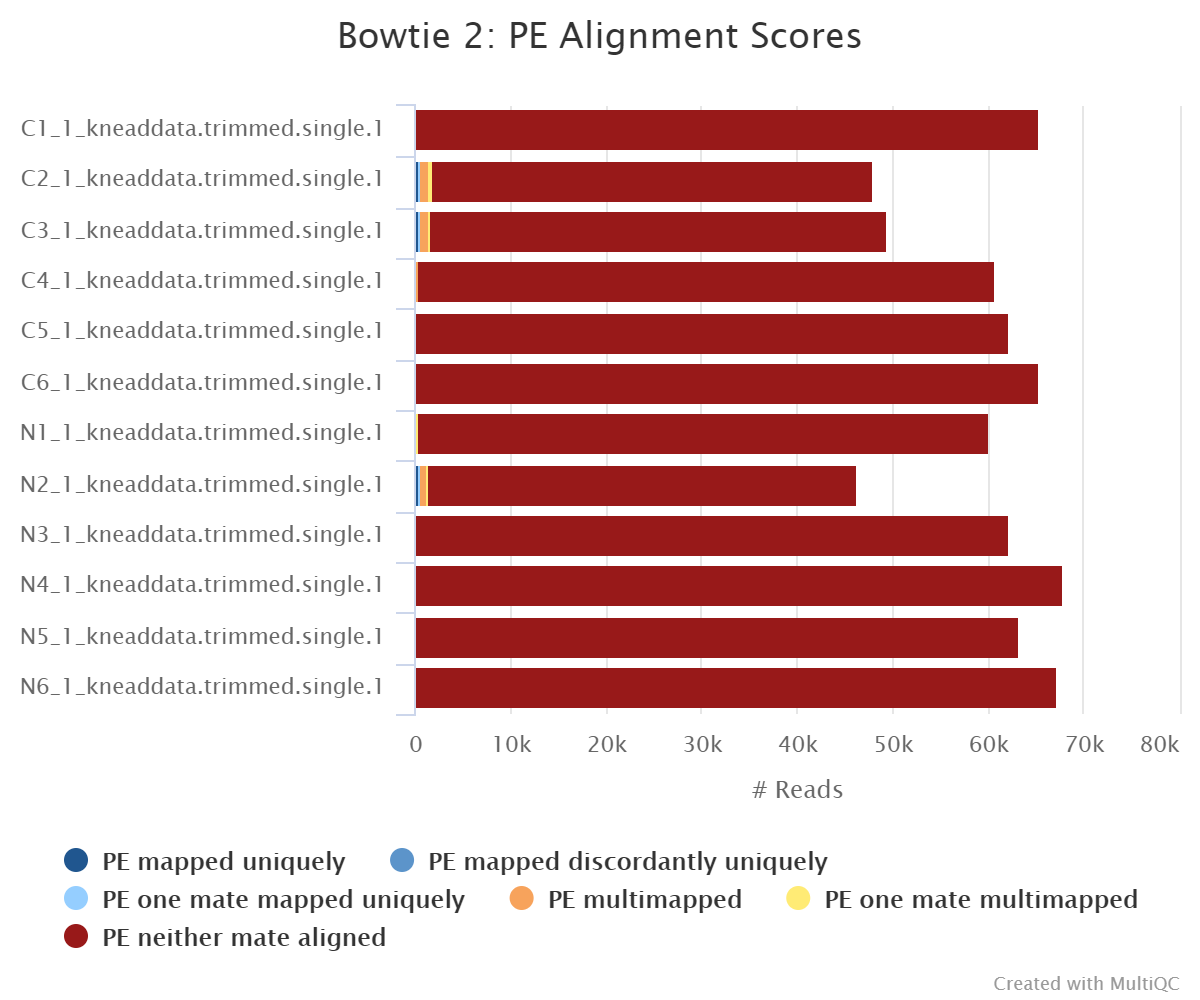 Bowtie 2: PE Alignment Scores
C1_1_kneaddata.trimmed.single.1
C2_1_kneaddata.trimmed.single.1
C3_1_kneaddata.trimmed.single.1
C4_1_kneaddata.trimmed.single.1
C5_1_kneaddata.trimmed.single.1
C6_1_kneaddata.trimmed.single.1
N1_1_kneaddata.trimmed.single.1
N2_1_kneaddata.trimmed.single.1
N3_1_kneaddata.trimmed.single.1
N4_1_kneaddata.trimmed.single.1
N5_1_kneaddata.trimmed.single.1
N6_1_kneaddata.trimmed.single.1
0 10k 20k 30k 40k 50k 60k 70k 80k
# Reads
PE mapped uniquely PE mapped discordantly uniquely
PE one mate mapped uniquely PE multimapped PE one mate multimapped
PE neither mate aligned
Created with MultiQC